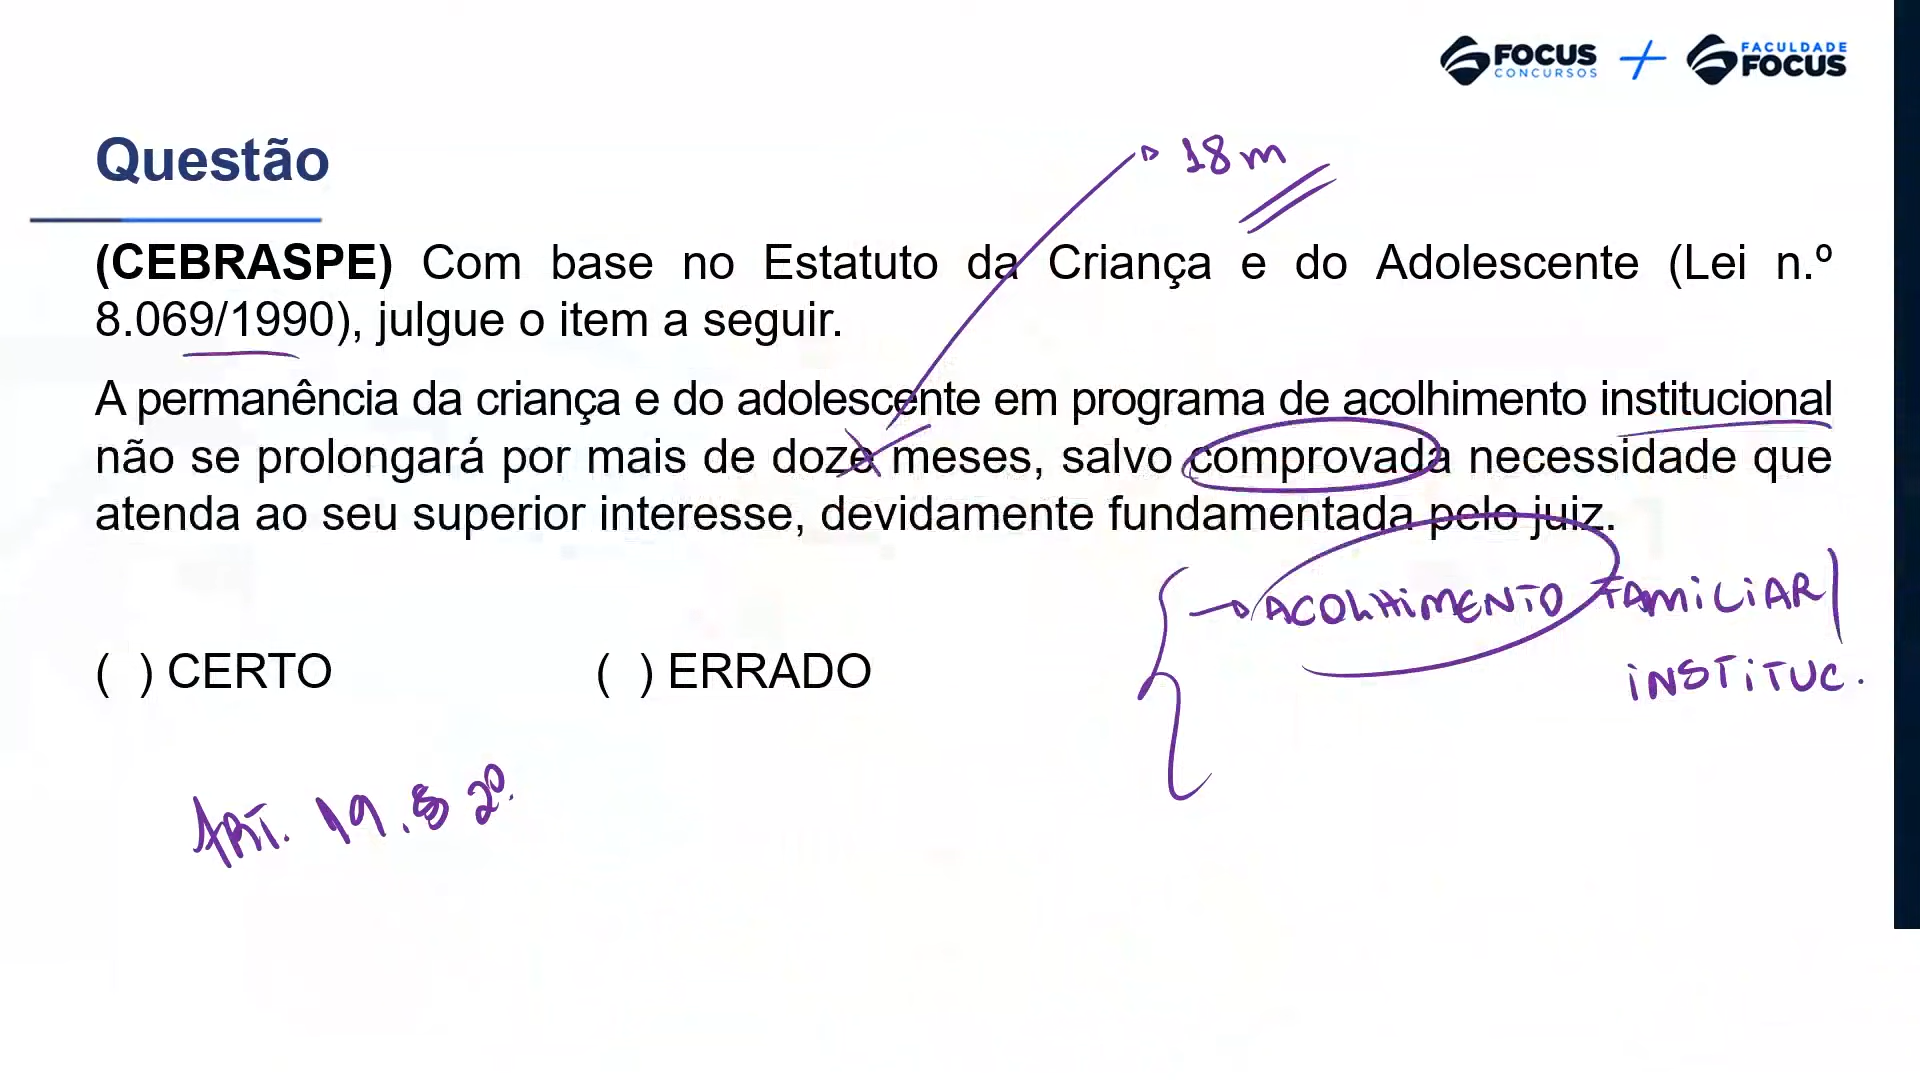 FOCUS CONCURSOS + FACULDADE FOCUS
Questão
18m
(CEBRASPE) Com base no Estatuto da Criança e do Adolescente (Lei n.º
8.069/1990), julgue o item a seguir.
A permanência da criança e do adolescente em programa de acolhimento institucional
não se prolongará por mais de doze meses, salvo comprovada necessidade que
atenda ao seu superior interesse, devidamente fundamentada pelo juiz.
ACOLHIMENTO FAMILIAR/
INSTITUC.
( ) CERTO ( ) ERRADO
ART. 19. § 2º.